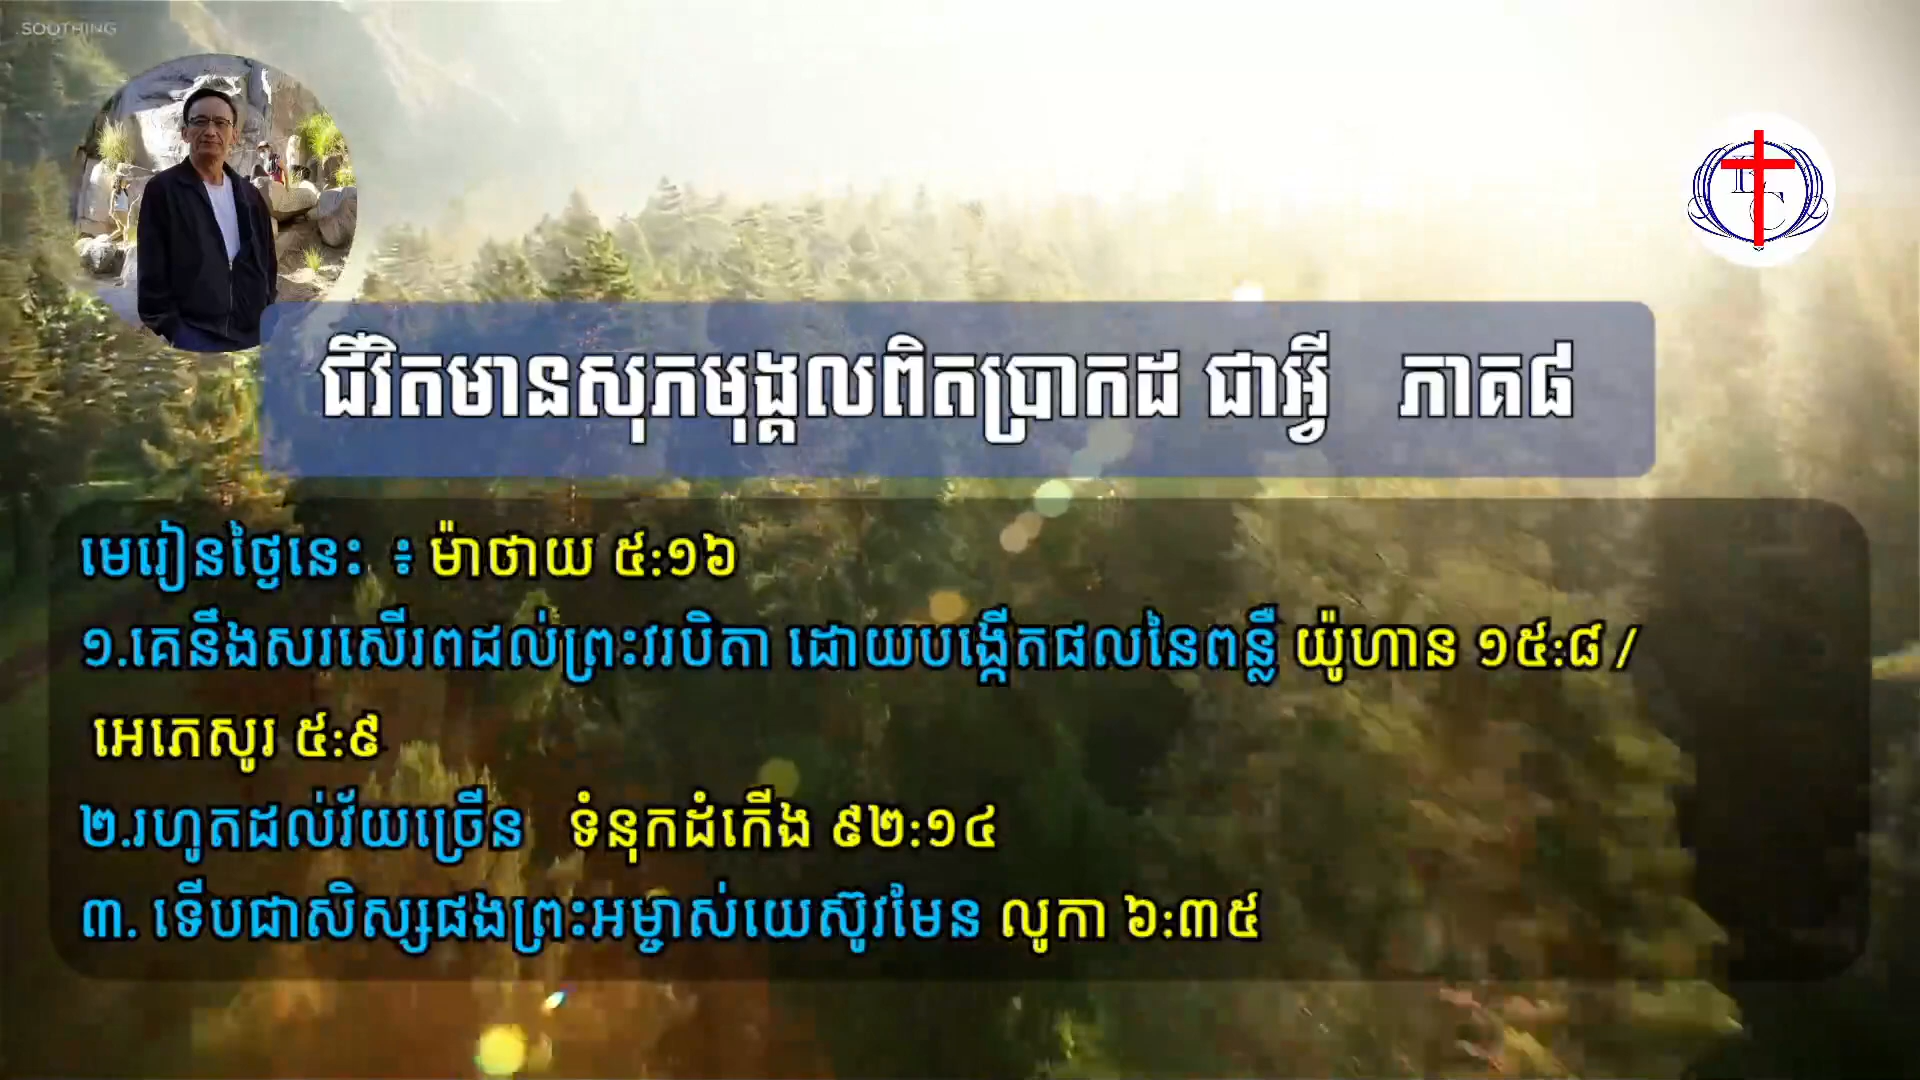 SOOTHING
ជីវិតមានសុភមង្គលពិតប្រាកដ ជាអ្វី ភាគ៨
មេរៀនថ្ងៃនេះ ៖ ម៉ាថាយ ៥:១៦
១.គេនឹងសរសើរពដល់ព្រះវរបិតា ដោយបង្កើតផលនៃពន្លឺ យ៉ូហាន ១៥:៨ /
អេភេសូរ ៥:៩
២.រហូតដល់វ័យច្រើន ទំនុកដំកើង ៩២:១៤
៣. ទើបជាសិស្សផងព្រះអម្ចាស់យេស៊ូវមែន លូកា ៦:៣៥